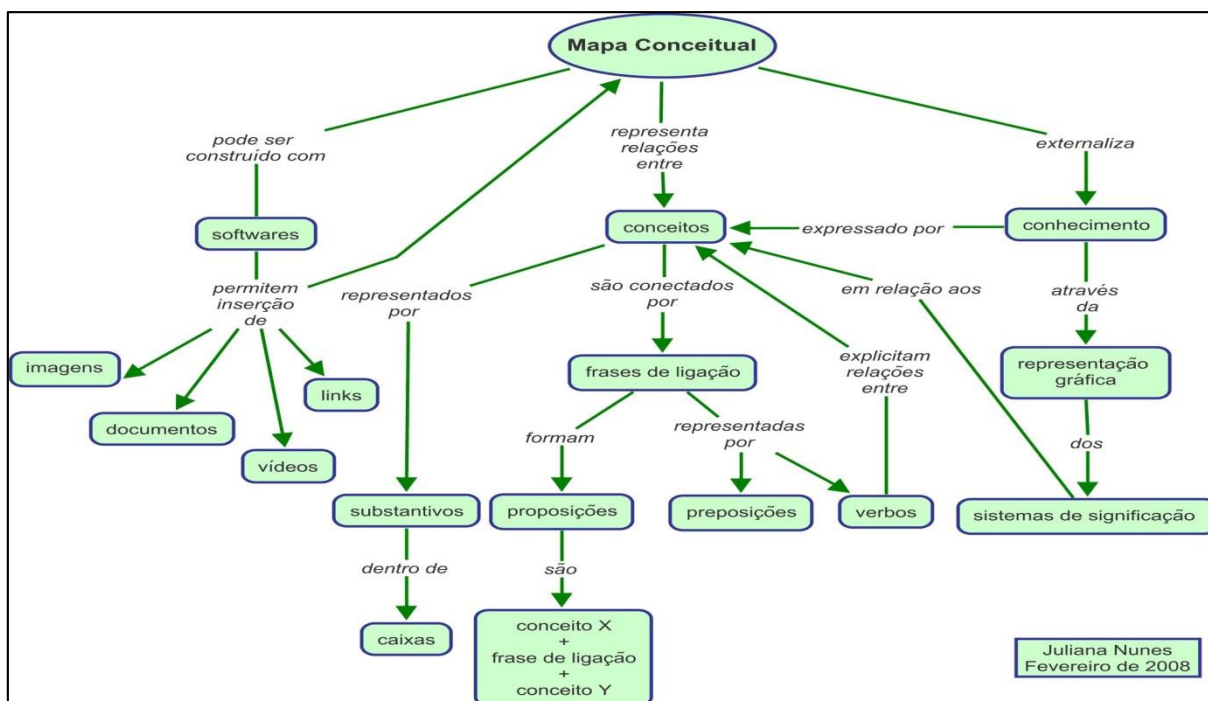 Mapa Conceitual
pode ser
construído com
representa
relações
entre
externaliza
softwares
conceitos
expressado por
conhecimento
permitem
inserção
de
representados
por
são conectados
por
em relação aos
através
da
imagens
links
documentos
vídeos
frases de ligação
explicitam
relações
entre
representação
gráfica
formam
representadas
por
dos
substantivos
proposições
preposições
verbos
sistemas de significação
dentro de
são
caixas
conceito X
+
frase de ligação
+
conceito Y
Juliana Nunes
Fevereiro de 2008